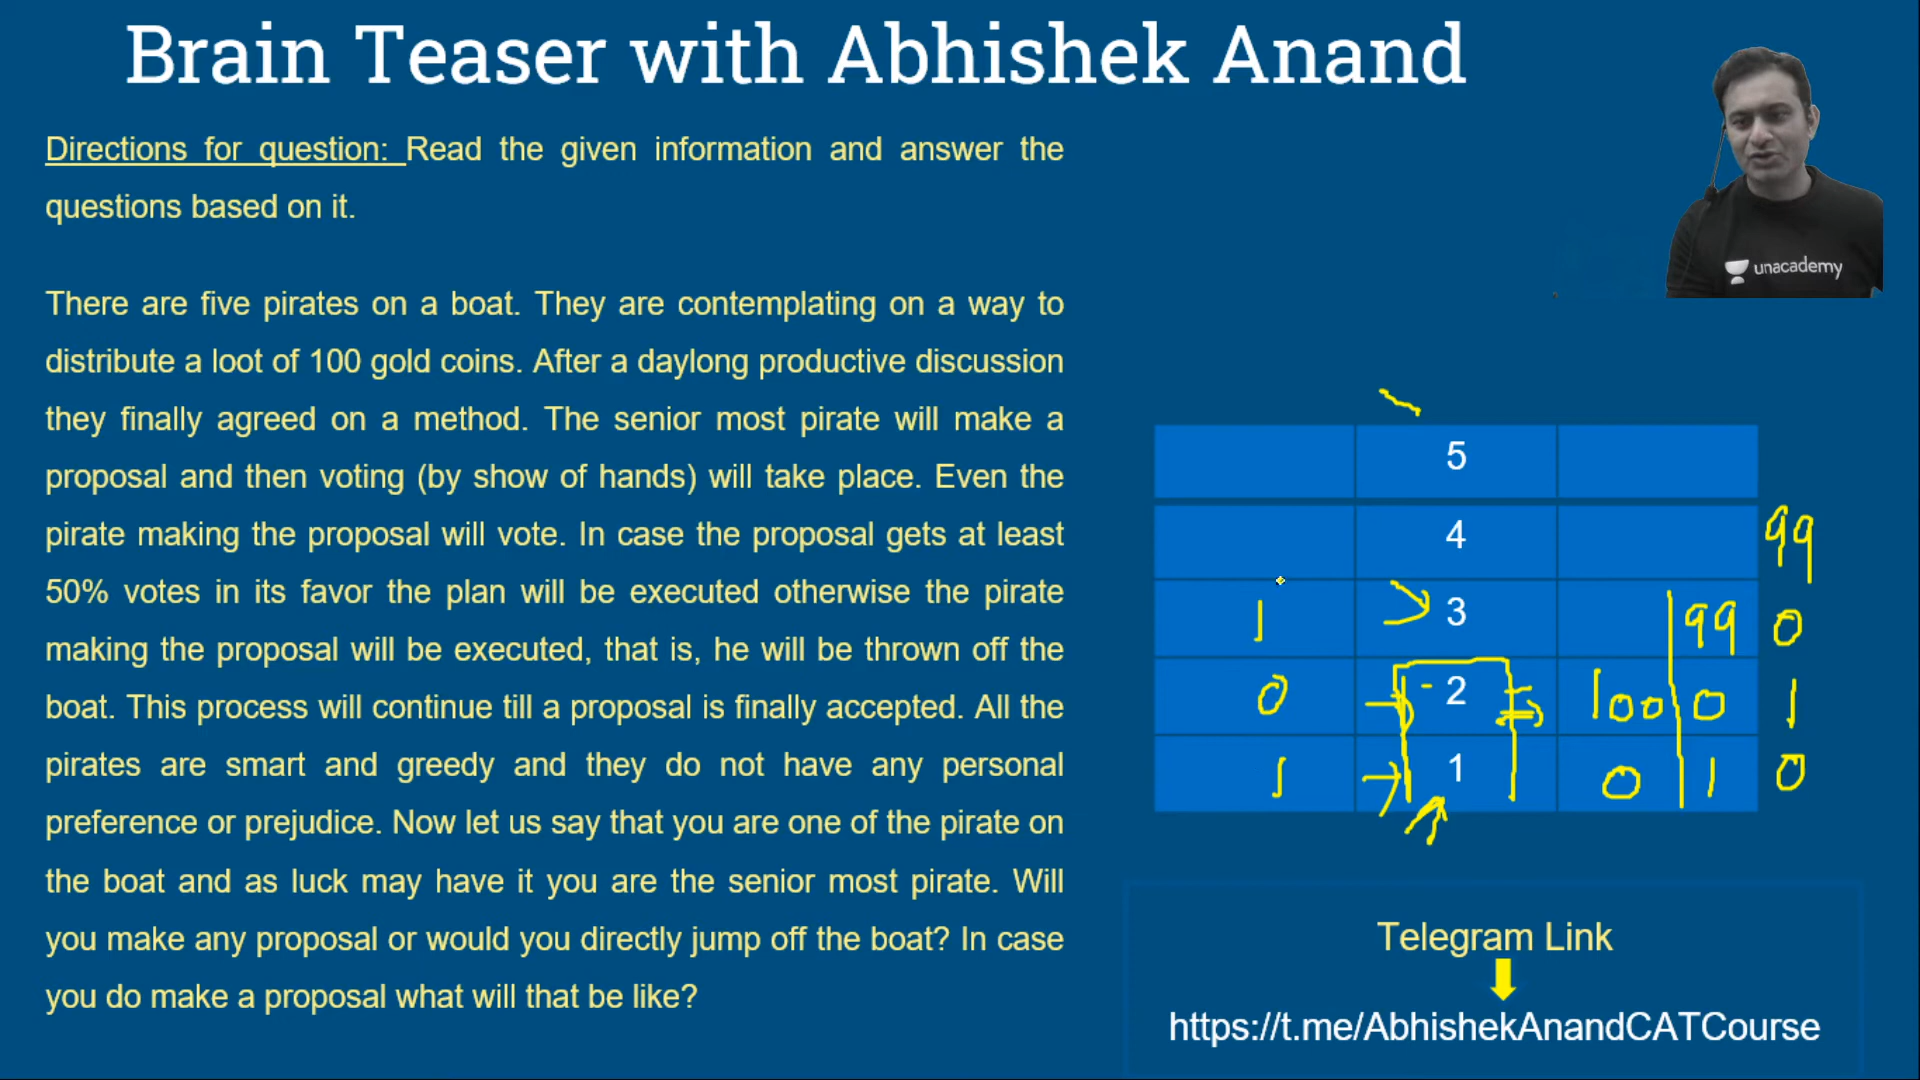 Brain Teaser with Abhishek Anand
Directions for question: Read the given information and answer the
questions based on it.
There are five pirates on a boat. They are contemplating on a way to
distribute a loot of 100 gold coins. After a daylong productive discussion
they finally agreed on a method. The senior most pirate will make a
proposal and then voting (by show of hands) will take place. Even the
pirate making the proposal will vote. In case the proposal gets at least
50% votes in its favor the plan will be executed otherwise the pirate
making the proposal will be executed, that is, he will be thrown off the
boat. This process will continue till a proposal is finally accepted. All the
pirates are smart and greedy and they do not have any personal
preference or prejudice. Now let us say that you are one of the pirate on
the boat and as luck may have it you are the senior most pirate. Will
you make any proposal or would you directly jump off the boat? In case
you do make a proposal what will that be like?
unacademy
5
4 99
1 3 99 0
0 2 100 0 1
1 1 0 1 0
Telegram Link
https://t.me/AbhishekAnandCATCourse